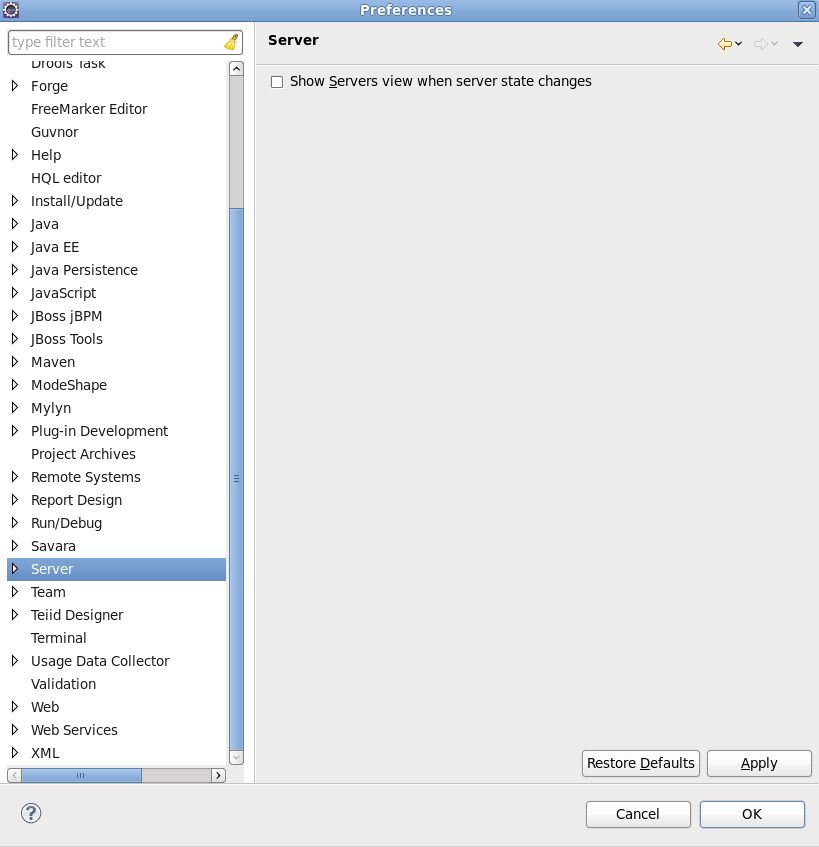 Preferences
type filter text
Drools Task
Forge
FreeMarker Editor
Guvnor
Help
HQL editor
Install/Update
Java
Java EE
Java Persistence
JavaScript
JBoss jBPM
JBoss Tools
Maven
ModeShape
Mylyn
Plug-in Development
Project Archives
Remote Systems
Report Design
Run/Debug
Savara
Server
Team
Teiid Designer
Terminal
Usage Data Collector
Validation
Web
Web Services
XML
Server
Show Servers view when server state changes
Restore Defaults
Apply
Cancel
OK